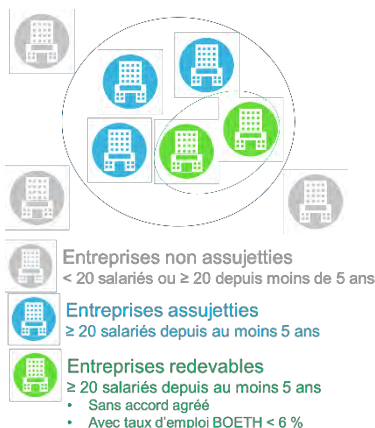 Entreprises non assujetties
< 20 salariés ou ≥ 20 depuis moins de 5 ans
Entreprises assujetties
≥ 20 salariés depuis au moins 5 ans
Entreprises redevables
≥ 20 salariés depuis au moins 5 ans
• Sans accord agréé
• Avec taux d'emploi BOETH < 6 %